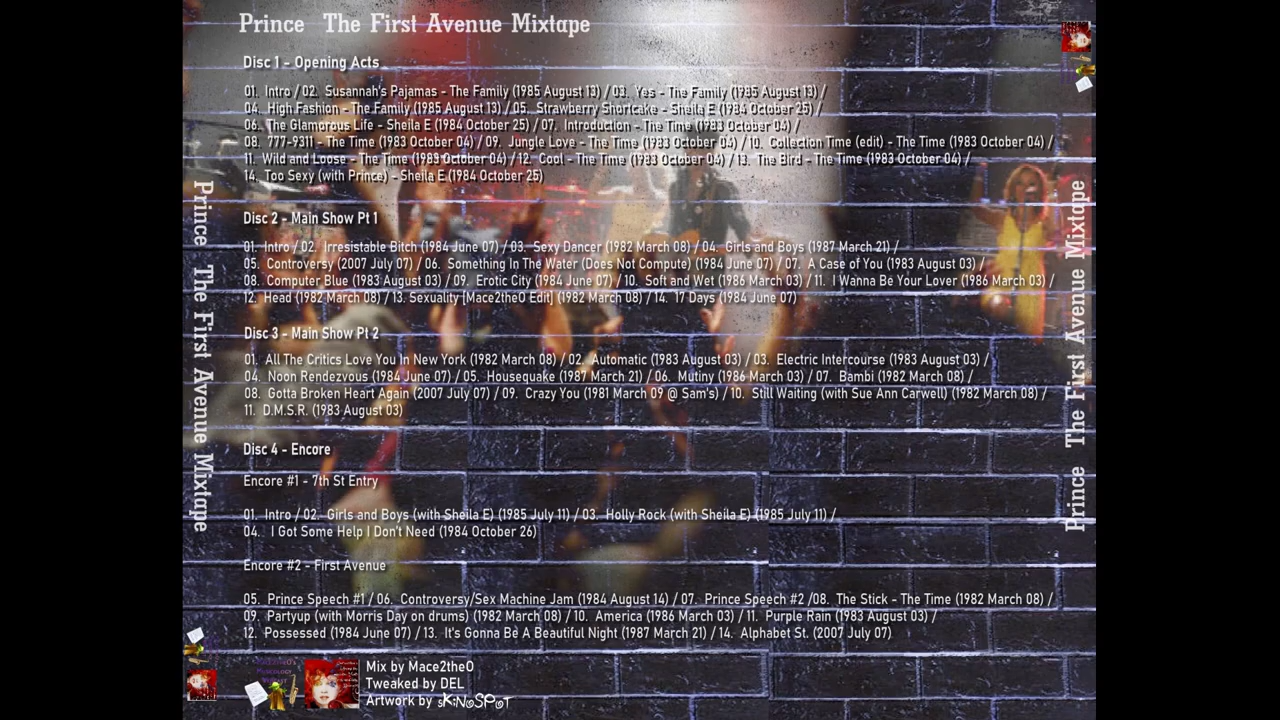 Prince The First Avenue Mixtape
Disc 1 - Opening Acts
01. Intro / 02. Susannah's Pajamas - The Family (1985 August 13) / 03. Yes - The Family (1985 August 13) /
04. High Fashion - The Family (1985 August 13) / 05. Strawberry Shortcake - Sheila E (1984 October 25) /
06. The Glamorous Life - Sheila E (1984 October 25) / 07. Introduction - The Time (1983 October 04) /
08. 777-9311 - The Time (1983 October 04) / 09. Jungle Love - The Time (1983 October 04) / 10. Collection Time (edit) - The Time (1983 October 04) /
11. Wild and Loose - The Time (1983 October 04) / 12. Cool - The Time (1983 October 04) / 13. The Bird - The Time (1983 October 04) /
14. Too Sexy (with Prince) - Sheila E (1984 October 25)
Disc 2 - Main Show Pt 1
01. Intro / 02. Irresistable Bitch (1984 June 07) / 03. Sexy Dancer (1982 March 08) / 04. Girls and Boys (1987 March 21) /
05. Controversy (2007 July 07) / 06. Something In The Water (Does Not Compute) (1984 June 07) / 07. A Case of You (1983 August 03) /
08. Computer Blue (1983 August 03) / 09. Erotic City (1984 June 07) / 10. Soft and Wet (1986 March 03) / 11. I Wanna Be Your Lover (1986 March 03) /
12. Head (1982 March 08) / 13. Sexuality [Mace2theO Edit] (1982 March 08) / 14. 17 Days (1984 June 07)
Disc 3 - Main Show Pt 2
01. All The Critics Love You In New York (1982 March 08) / 02. Automatic (1983 August 03) / 03. Electric Intercourse (1983 August 03) /
04. Noon Rendezvous (1984 June 07) / 05. Housequake (1987 March 21) / 06. Mutiny (1986 March 03) / 07. Bambi (1982 March 08) /
08. Gotta Broken Heart Again (2007 July 07) / 09. Crazy You (1981 March 09 @ Sam's) / 10. Still Waiting (with Sue Ann Carwell) (1982 March 08) /
11. D.M.S.R. (1983 August 03)
Disc 4 - Encore
Encore #1 - 7th St Entry
01. Intro / 02. Girls and Boys (with Sheila E) (1985 July 11) / 03. Holly Rock (with Sheila E) (1985 July 11) /
04. I Got Some Help I Don't Need (1984 October 26)
Encore #2 - First Avenue
05. Prince Speech #1 / 06. Controversy/Sex Machine Jam (1984 August 14) / 07. Prince Speech #2 /08. The Stick - The Time (1982 March 08) /
09. Partyup (with Morris Day on drums) (1982 March 08) / 10. America (1986 March 03) / 11. Purple Rain (1983 August 03) /
12. Possessed (1984 June 07) / 13. It's Gonna Be A Beautiful Night (1987 March 21) / 14. Alphabet St. (2007 July 07)
Mix by Mace2theO
Tweaked by DEL
Artwork by sKiNgSPOT
Prince The First Avenue Mixtape
Prince The First Avenue Mixtape